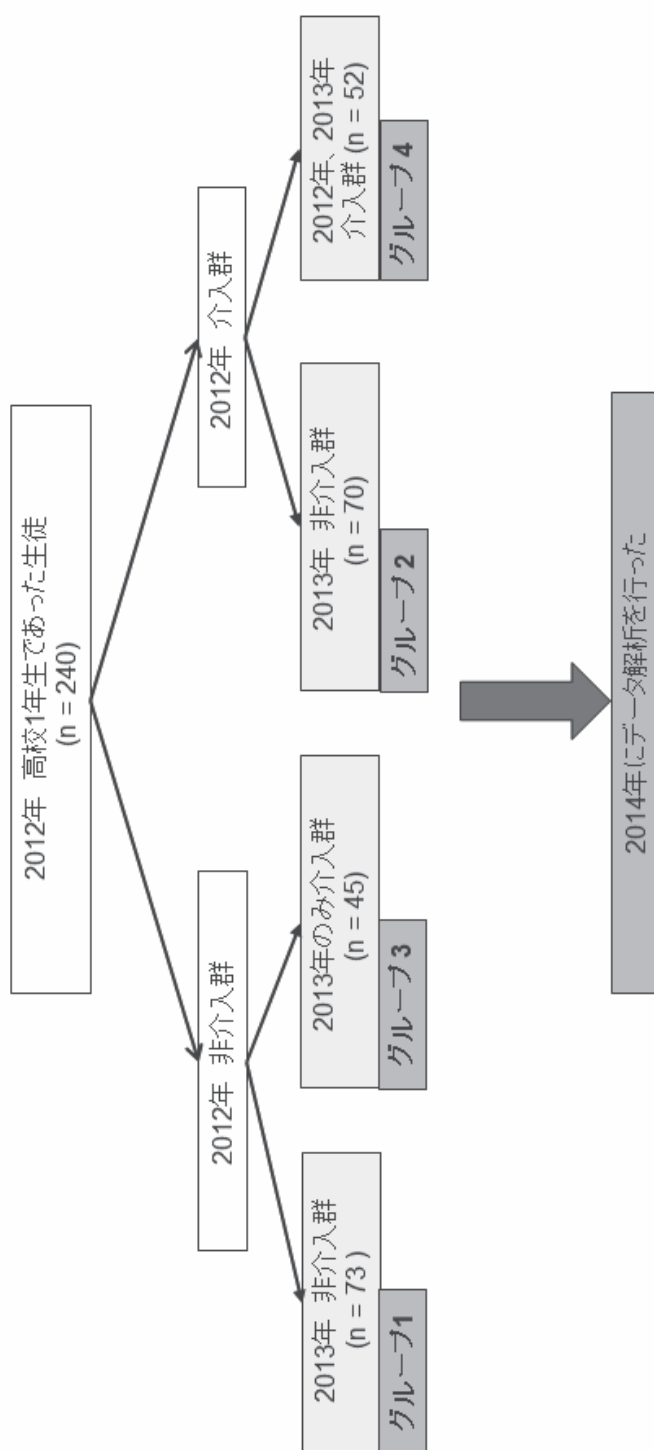 2012年 高校1年生であった生徒
(n = 240)
2012年 非介入群
2012年 介入群
2013年 非介入群
(n = 73 )
グループ1
2013年のみ介入群
(n = 45)
グループ3
2013年 非介入群
(n = 70)
グループ2
2012年、2013年
介入群 (n = 52)
グループ4
2014年にデータ解析を行った